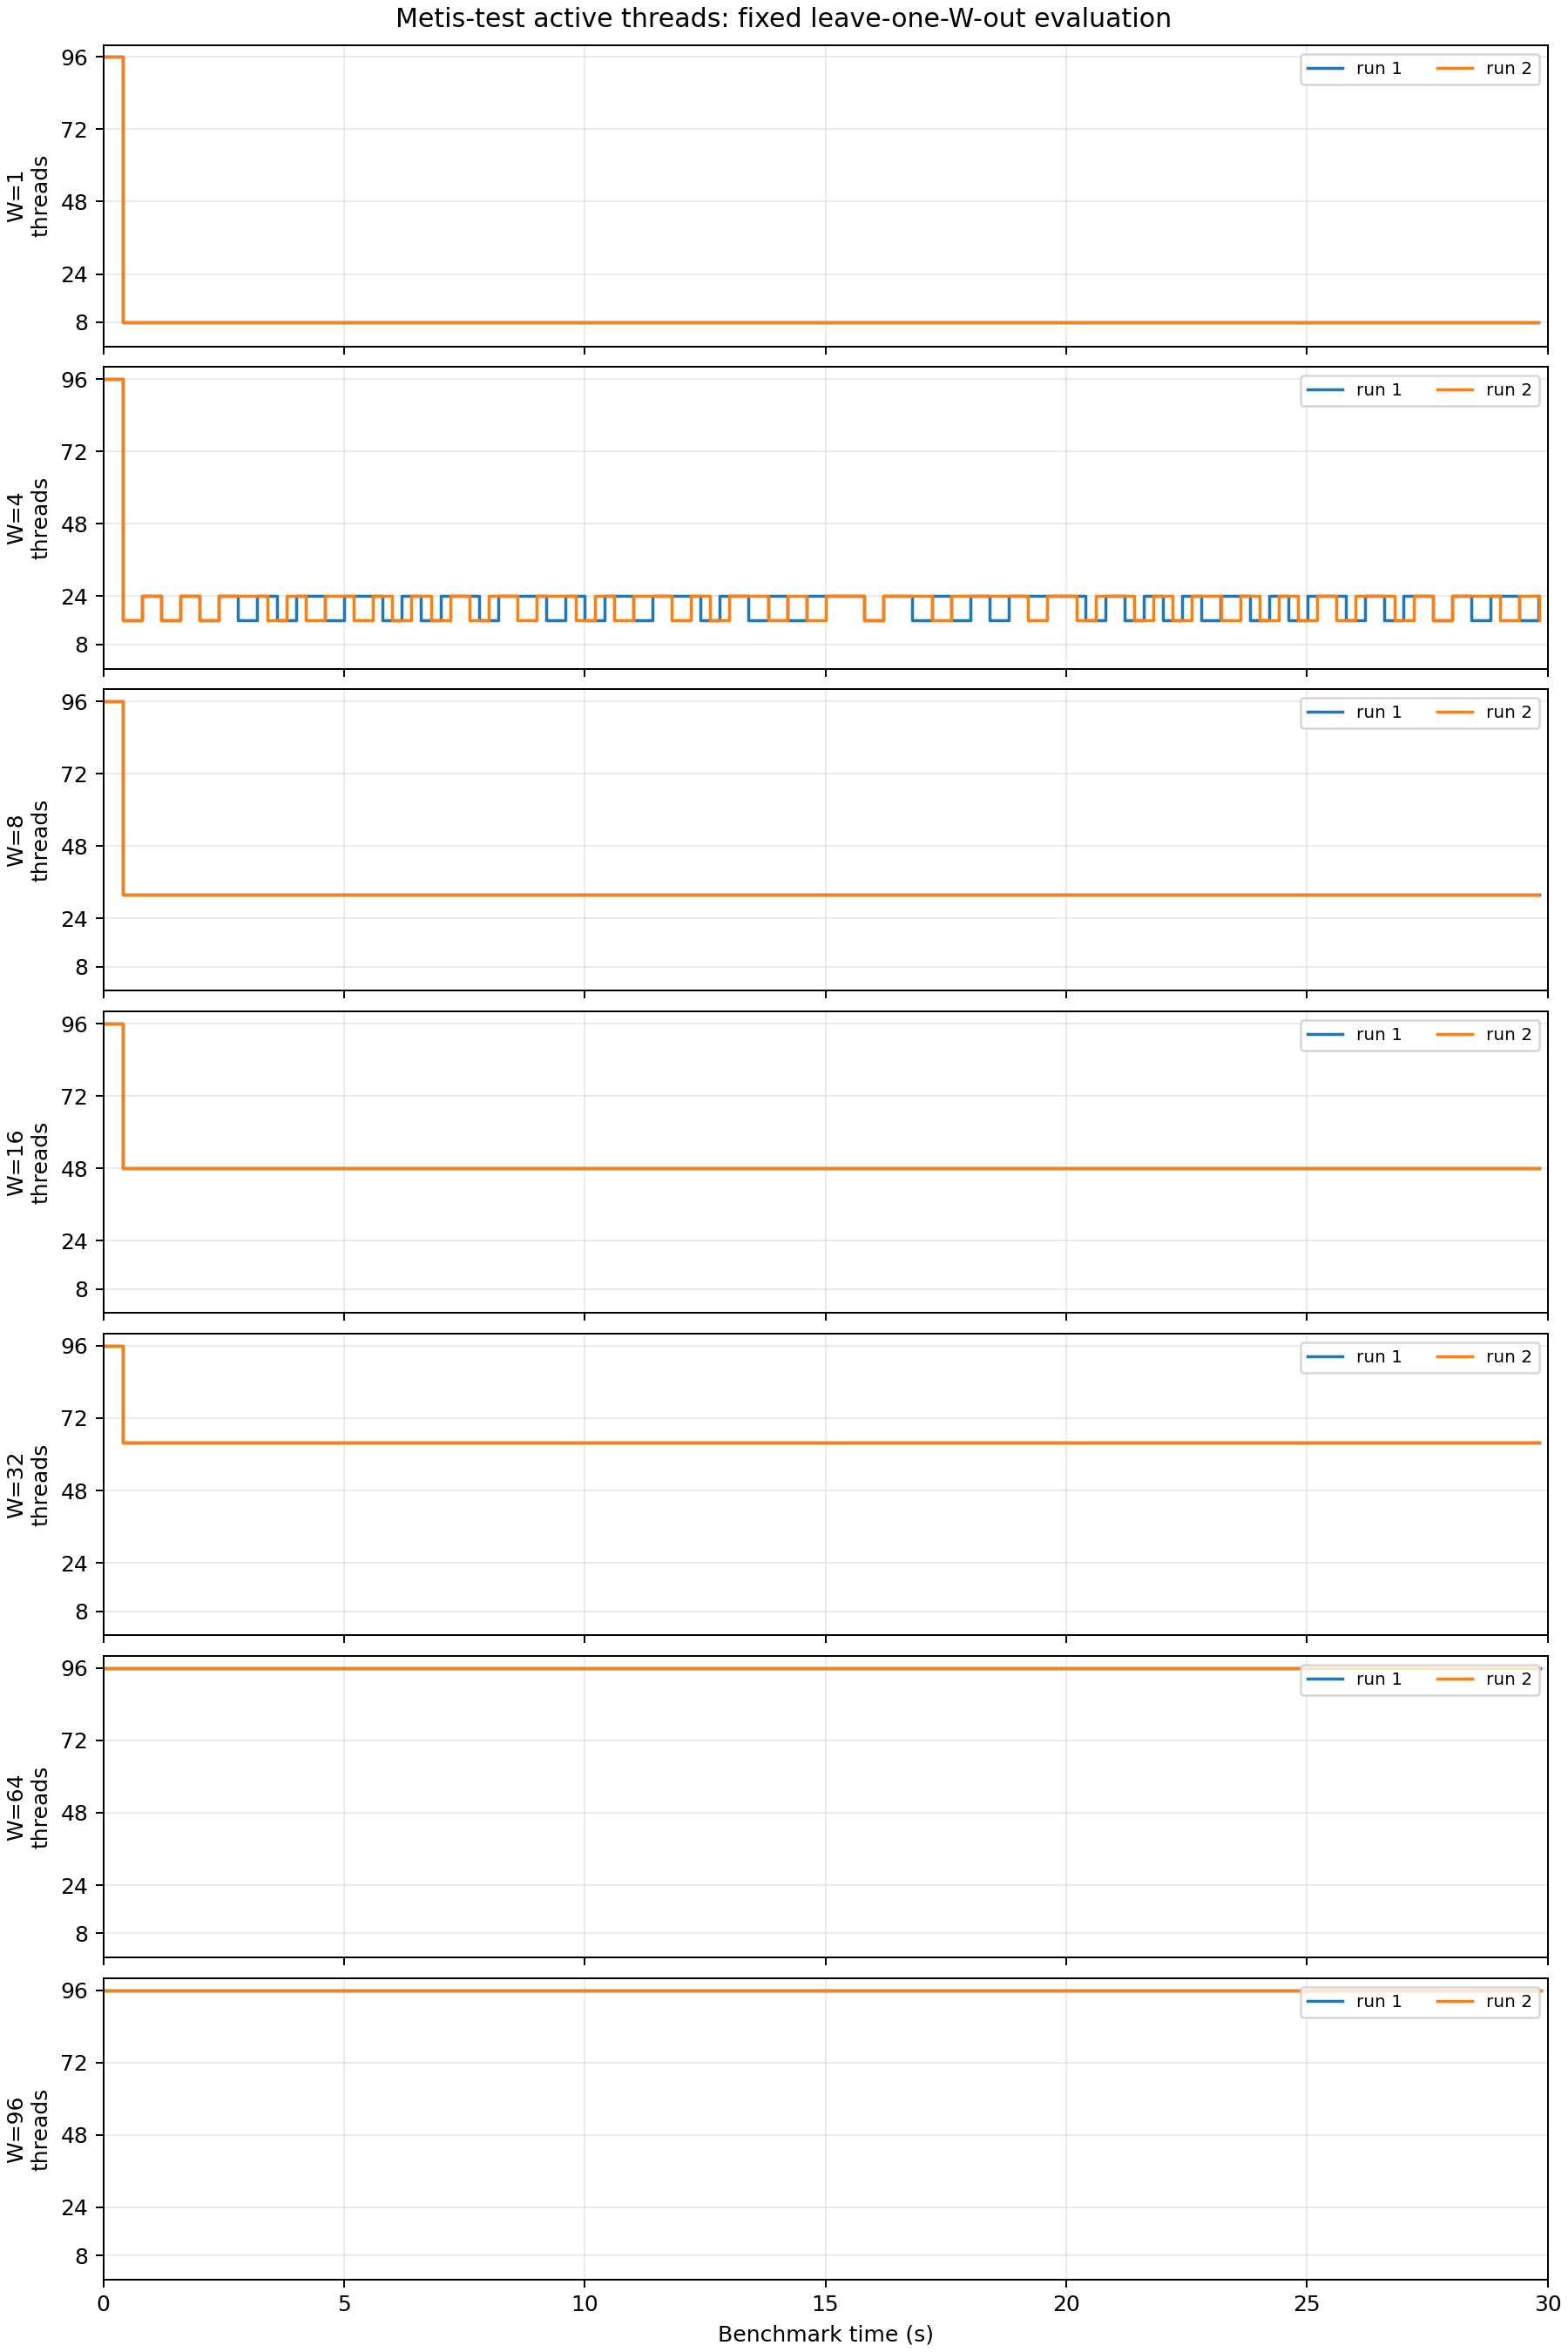 Metis-test active threads: fixed leave-one-W-out evaluation
96
72
48
24
8
W=1
threads
run 1
run 2
96
72
48
24
8
W=4
threads
run 1
run 2
96
72
48
24
8
W=8
threads
run 1
run 2
96
72
48
24
8
W=16
threads
run 1
run 2
96
72
48
24
8
W=32
threads
run 1
run 2
96
72
48
24
8
W=64
threads
run 1
run 2
96
72
48
24
8
W=96
threads
run 1
run 2
0 5 10 15 20 25 30
Benchmark time (s)